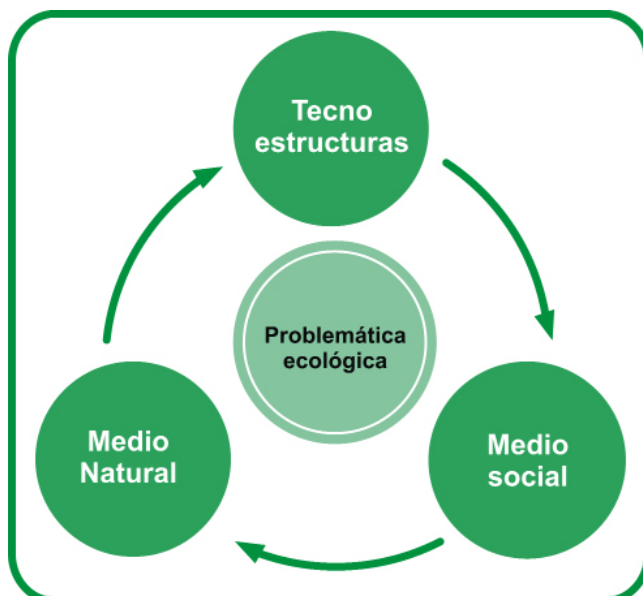 Tecno
estructuras
Problemática
ecológica
Medio
Natural
Medio
social